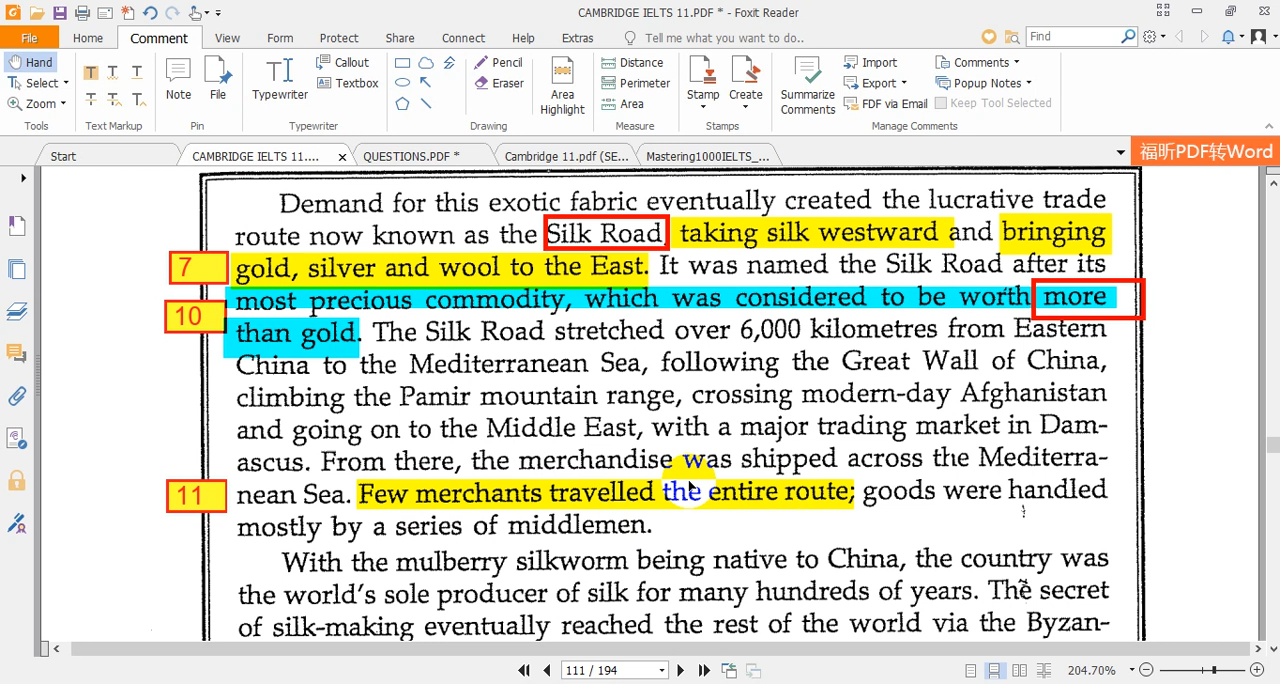 CAMBRIDGE IELTS 11.PDF * - Foxit Reader
File Home Comment View Form Protect Share Connect Help Extras Tell me what you want to do.. Find
Hand
Select
Zoom
Tools
Text Markup
Note
File
Pin
Typewriter
Callout
Textbox
Typewriter
Pencil
Eraser
Drawing
Area
Highlight
Distance
Perimeter
Area
Measure
Stamp
Create
Stamps
Summarize
Comments
Import
Export
FDF via Email
Comments
Popup Notes
Keep Tool Selected
Manage Comments
Start
CAMBRIDGE IELTS 11....
QUESTIONS.PDF *
Cambridge 11.pdf (SE...
Mastering1000IELTS_...
福昕PDF转Word
Demand for this exotic fabric eventually created the lucrative trade
route now known as the Silk Road, taking silk westward and bringing
7 gold, silver and wool to the East. It was named the Silk Road after its
most precious commodity, which was considered to be worth more
10 than gold. The Silk Road stretched over 6,000 kilometres from Eastern
China to the Mediterranean Sea, following the Great Wall of China,
climbing the Pamir mountain range, crossing modern-day Afghanistan
and going on to the Middle East, with a major trading market in Dam-
ascus. From there, the merchandise was shipped across the Mediterra-
11 nean Sea. Few merchants travelled the entire route; goods were handled
mostly by a series of middlemen.
With the mulberry silkworm being native to China, the country was
the world's sole producer of silk for many hundreds of years. The secret
of silk-making eventually reached the rest of the world via the Byzan-
111 / 194
204.70%